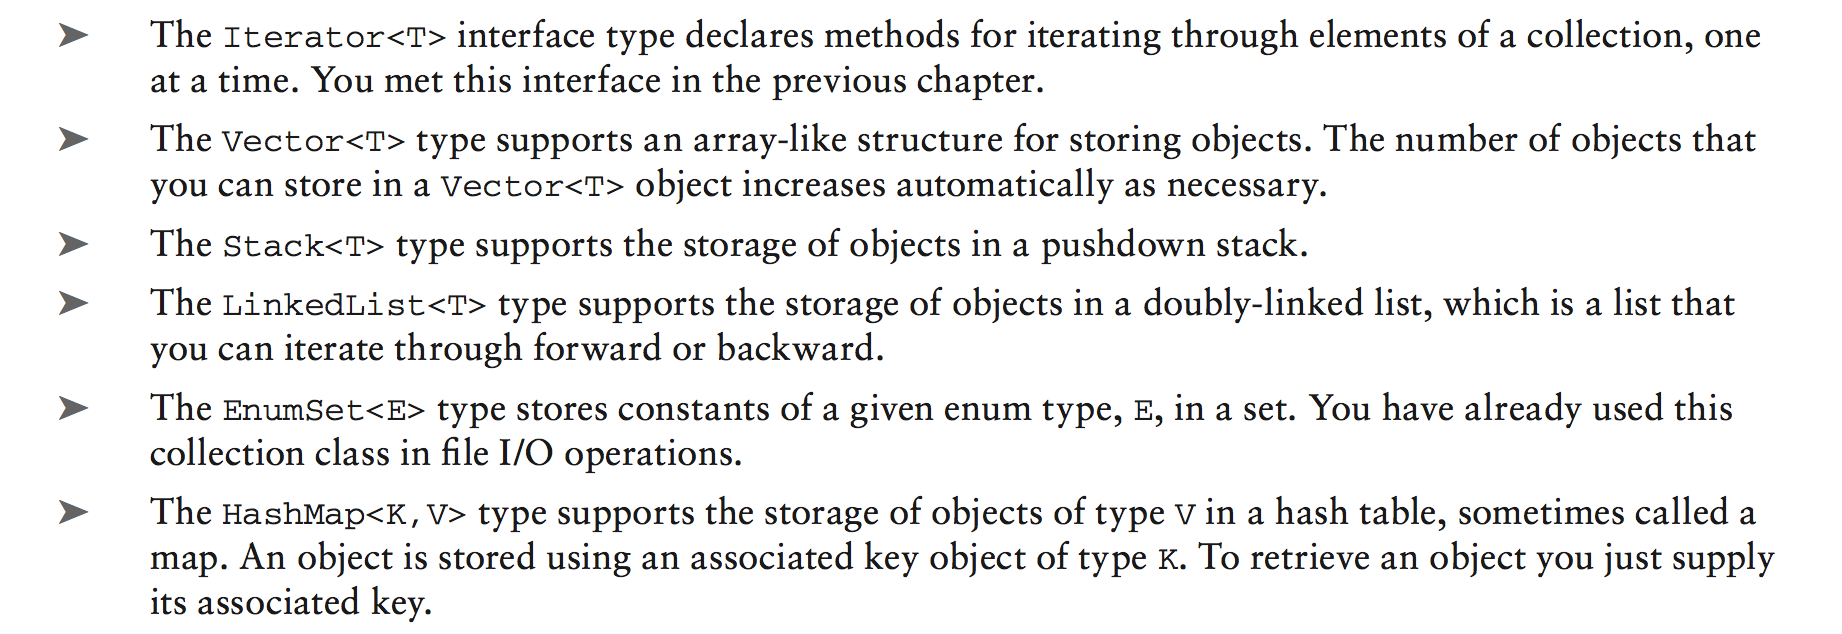 ➤ The Iterator<T> interface type declares methods for iterating through elements of a collection, one
at a time. You met this interface in the previous chapter.
➤ The Vector<T> type supports an array-like structure for storing objects. The number of objects that
you can store in a Vector<T> object increases automatically as necessary.
➤ The Stack<T> type supports the storage of objects in a pushdown stack.
➤ The LinkedList<T> type supports the storage of objects in a doubly-linked list, which is a list that
you can iterate through forward or backward.
➤ The EnumSet<E> type stores constants of a given enum type, E, in a set. You have already used this
collection class in file I/O operations.
➤ The HashMap<K,V> type supports the storage of objects of type V in a hash table, sometimes called a
map. An object is stored using an associated key object of type K. To retrieve an object you just supply
its associated key.